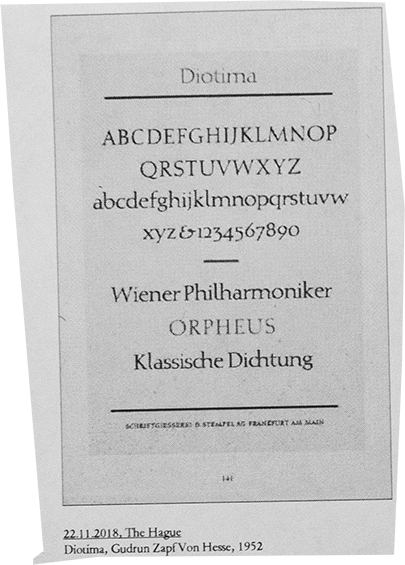 Diotima
ABCDEFGHIJKLMNOP
QRSTUVWXYZ
abcdefghijklmnopqrstuvw
xyz&1234567890
Wiener Philharmoniker
ORPHEUS
Klassische Dichtung
SCHRIFTGIESSEREI D. STEMPEL AG FRANKFURT AM MAIN
141
22.11.2018, The Hague
Diotima, Gudrun Zapf Von Hesse, 1952